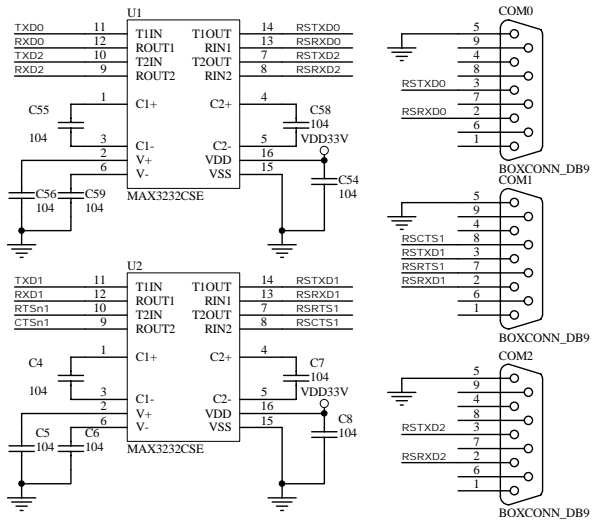 U1
TXD0 11 T1IN T1OUT 14 RSTXD0
RXD0 12 ROUT1 RIN1 13 RSRXD0
TXD2 10 T2IN T2OUT 7 RSTXD2
RXD2 9 ROUT2 RIN2 8 RSRXD2
1 C1+ C2+ 4
C55 104
C58 104
3 C1- C2- 5
VDD33V
2 V+ VDD 16
6 V- VSS 15
C56 104
C59 104
C54 104
MAX3232CSE
U2
TXD1 11 T1IN T1OUT 14 RSTXD1
RXD1 12 ROUT1 RIN1 13 RSRXD1
RTSn1 10 T2IN T2OUT 7 RSRTS1
CTSn1 9 ROUT2 RIN2 8 RSCTS1
1 C1+ C2+ 4
C4 104
C7 104
3 C1- C2- 5
VDD33V
2 V+ VDD 16
6 V- VSS 15
C5 104
C6 104
C8 104
MAX3232CSE
COM0
5
9
4
8
RSTXD0 3
7
RSRXD0 2
6
1
BOXCONN_DB9
COM1
5
9
4
RSCTS1 8
RSTXD1 3
RSRTS1 7
RSRXD1 2
6
1
BOXCONN_DB9
COM2
5
9
4
8
RSTXD2 3
7
RSRXD2 2
6
1
BOXCONN_DB9